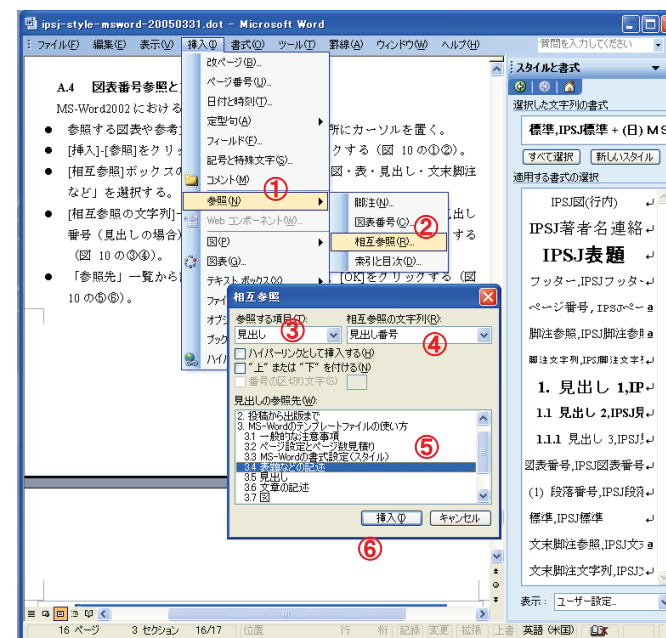 ipsj-style-msword-20050331.dot - Microsoft Word
ファイル(F) 編集(E) 表示(V) 挿入(I) 書式(O) ツール(T) 罫線(A) ウィンドウ(W) ヘルプ(H) 質問を入力してください
改ページ(B)...
ページ番号(U)...
日付と時刻(T)...
定型句(A)
フィールド(F)...
記号と特殊文字(S)...
コメント(M)
参照(N)
Web コンポーネント(W)...
図(P)
図表(G)...
テキスト ボックス(X)
脚注(N)...
図表番号(C)...
相互参照(R)...
索引と目次(D)...
①
②
A.4 図表番号参照と
MS-Word2002 における
● 参照する図表や参考 所にカーソルを置く。
● [挿入]-[参照]をクリッ クする（図 10 の①②）。
● [相互参照]ボックスの 図・表・見出し・文末脚注
など」を選択する。
● [相互参照の文字列]- 見出し
番号（見出しの場合） する
（図 10 の③④）。
● 「参照先」一覧から [OK]をクリックする（図
10 の⑤⑥）。
相互参照
参照する項目(T): 相互参照の文字列(R):
見出し 見出し番号
③
④
ハイパーリンクとして挿入する(H)
"上" または "下" を付ける(N)
番号の区切り文字(S)
見出しの参照先(W):
2. 投稿から出版まで
3. MS-Wordのテンプレートファイルの使い方
3.1 一般的な注意事項
3.2 ページ設定とページ数見積り
3.3 MS-Wordの書式設定(スタイル)
3.4 表題などの記述
3.5 見出し
3.6 文章の記述
3.7 図
⑤
挿入(I) キャンセル
⑥
スタイルと書式
選択した文字列の書式
標準,IPSJ標準 + (日) MS
すべて選択 新しいスタイル
適用する書式の選択
IPSJ図(行内)
IPSJ著者名連絡
IPSJ表題
フッター,IPSJフッター
ページ番号,IPSJペー
脚注参照,IPSJ脚注参
脚注文字列,IPSJ脚注文字
1. 見出し 1,IP
1.1 見出し 2,IPSJ見
1.1.1 見出し 3,IPSJ
図表番号,IPSJ図表番号
(1) 段落番号,IPSJ段落
標準,IPSJ標準
文末脚注参照,IPSJ文
文末脚注文字列,IPSJ
表示: ユーザー設定...
16 ページ 3 セクション 16/17 位置 行 桁 記録 変更 拡張 上書 英語 (米国)